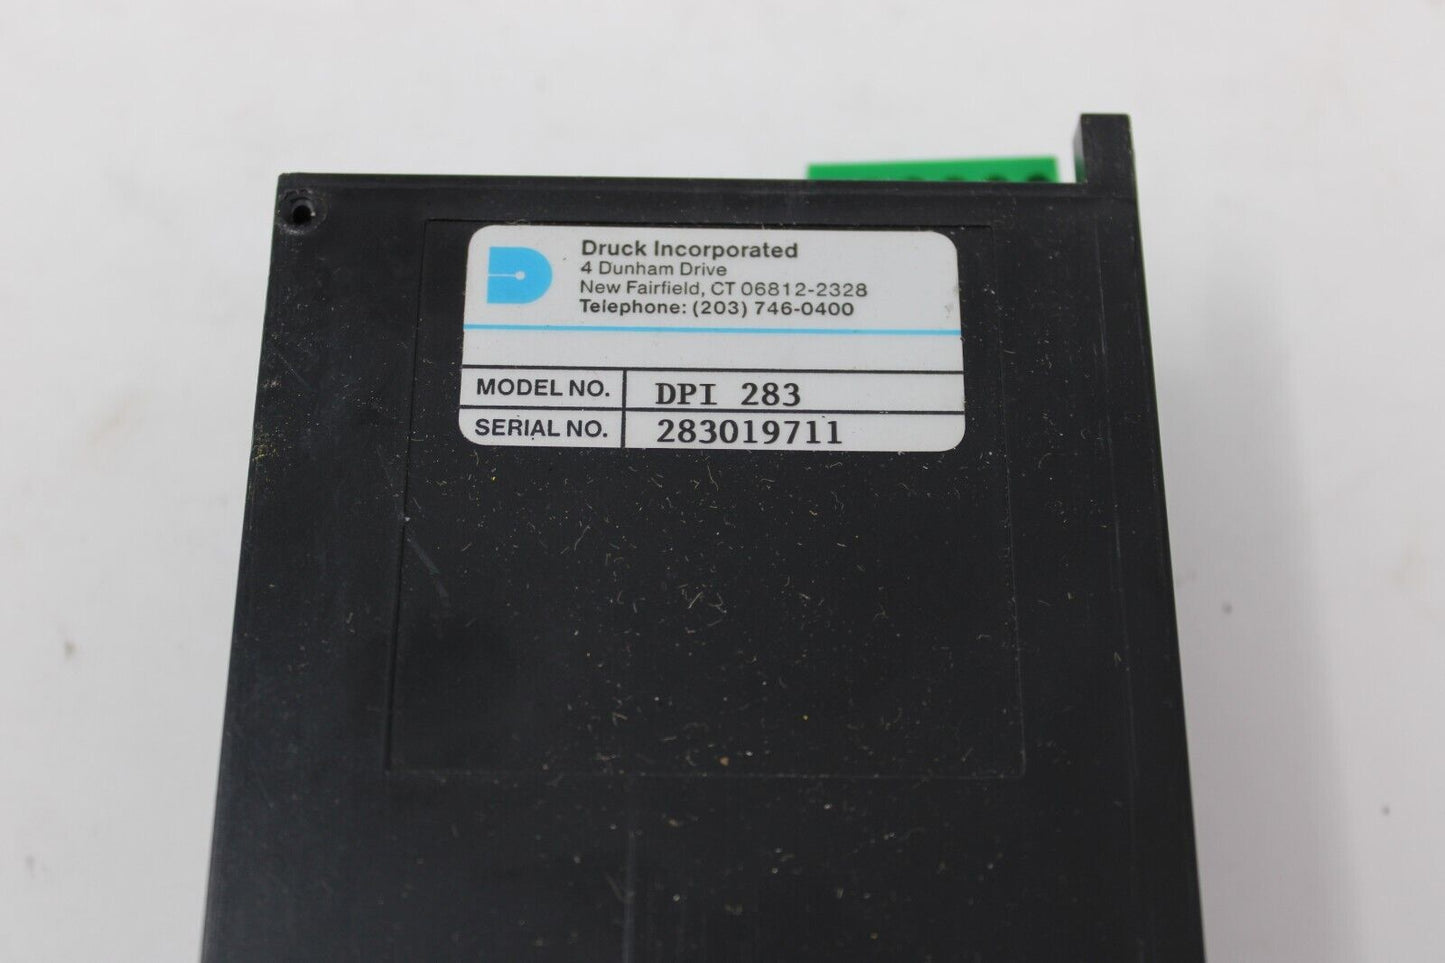 Druck Incorporated
4 Dunham Drive
New Fairfield, CT 06812-2328
Telephone: (203) 746-0400
MODEL NO. DPI 283
SERIAL NO. 283019711